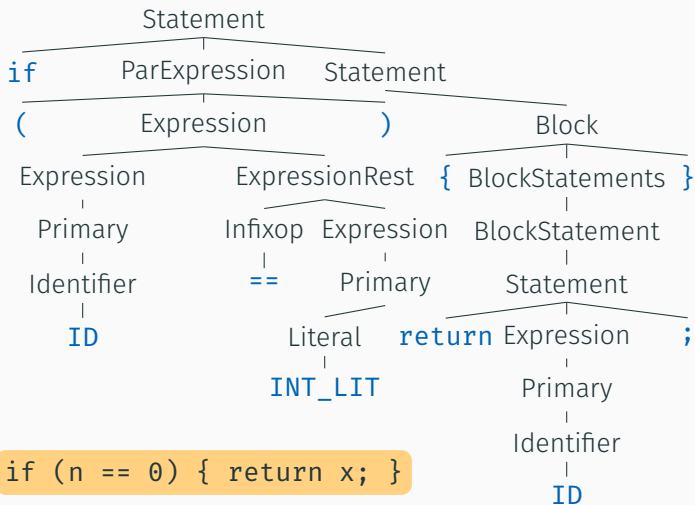 Statement
if ParExpression Statement
( Expression ) Block
Expression ExpressionRest { BlockStatements }
Primary Infixop Expression BlockStatement
Identifier == Primary Statement
ID Literal return Expression ;
INT_LIT Primary
Identifier
if (n == 0) { return x; }
ID